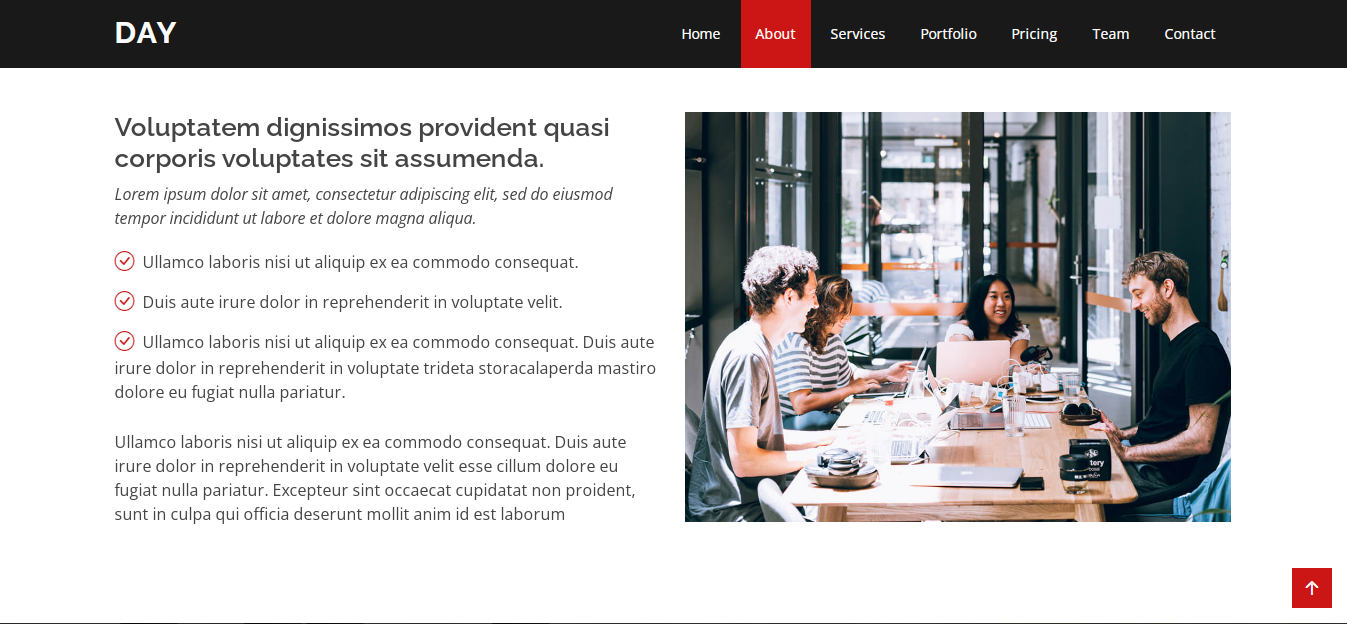 DAY
Home About Services Portfolio Pricing Team Contact
Voluptatem dignissimos provident quasi
corporis voluptates sit assumenda.
Lorem ipsum dolor sit amet, consectetur adipiscing elit, sed do eiusmod
tempor incididunt ut labore et dolore magna aliqua.
Ullamco laboris nisi ut aliquip ex ea commodo consequat.
Duis aute irure dolor in reprehenderit in voluptate velit.
Ullamco laboris nisi ut aliquip ex ea commodo consequat. Duis aute
irure dolor in reprehenderit in voluptate trideta storacalaperda mastiro
dolore eu fugiat nulla pariatur.
Ullamco laboris nisi ut aliquip ex ea commodo consequat. Duis aute
irure dolor in reprehenderit in voluptate velit esse cillum dolore eu
fugiat nulla pariatur. Excepteur sint occaecat cupidatat non proident,
sunt in culpa qui officia deserunt mollit anim id est laborum
tery